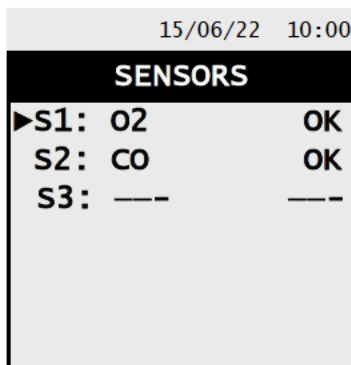 15/06/22 10:00
SENSORS
►S1: O2 OK
S2: CO OK
S3: ––- ––-